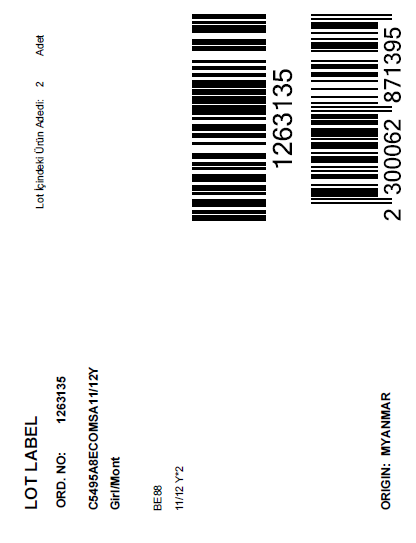 LOT LABEL
Lot İçindeki Ürün Adedi: 2 Adet
ORD. NO: 1263135
C5495A8ECOMSA11/12Y
Girl/Mont
BE88
11/12 Y*2
1263135
ORIGIN: MYANMAR
2 300062 871395